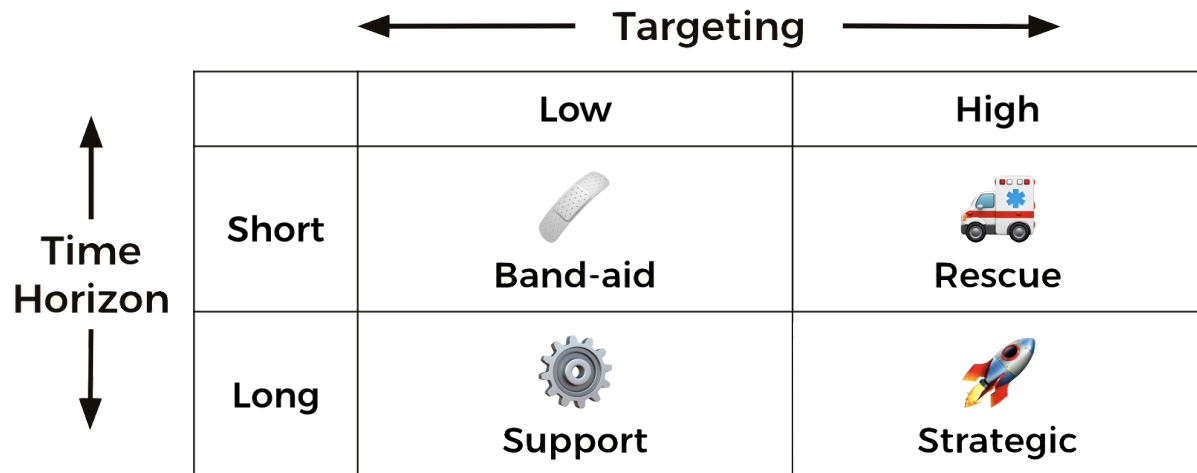 Targeting
Low
High
Time
Horizon
Short
Band-aid
Rescue
Long
Support
Strategic